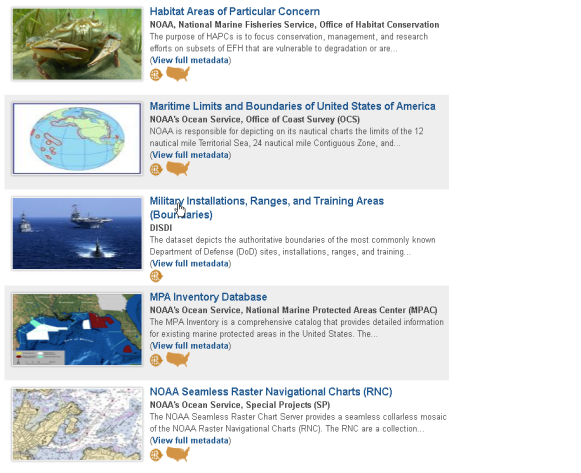 Habitat Areas of Particular Concern
NOAA, National Marine Fisheries Service, Office of Habitat Conservation
The purpose of HAPCs is to focus conservation, management, and research
efforts on subsets of EFH that are vulnerable to degradation or are...
(View full metadata)
Maritime Limits and Boundaries of United States of America
NOAA's Ocean Service, Office of Coast Survey (OCS)
NOAA is responsible for depicting on its nautical charts the limits of the 12
nautical mile Territorial Sea, 24 nautical mile Contiguous Zone, and...
(View full metadata)
Military Installations, Ranges, and Training Areas
(Boundaries)
DISDI
The dataset depicts the authoritative boundaries of the most commonly known
Department of Defense (DoD) sites, installations, ranges, and training...
(View full metadata)
MPA Inventory Database
NOAA's Ocean Service, National Marine Protected Areas Center (MPAC)
The MPA Inventory is a comprehensive catalog that provides detailed information
for existing marine protected areas in the United States. The...
(View full metadata)
NOAA Seamless Raster Navigational Charts (RNC)
NOAA's Ocean Service, Special Projects (SP)
The NOAA Seamless Raster Chart Server provides a seamless collarless mosaic
of the NOAA Raster Navigational Charts (RNC). The RNC are a collection...
(View full metadata)